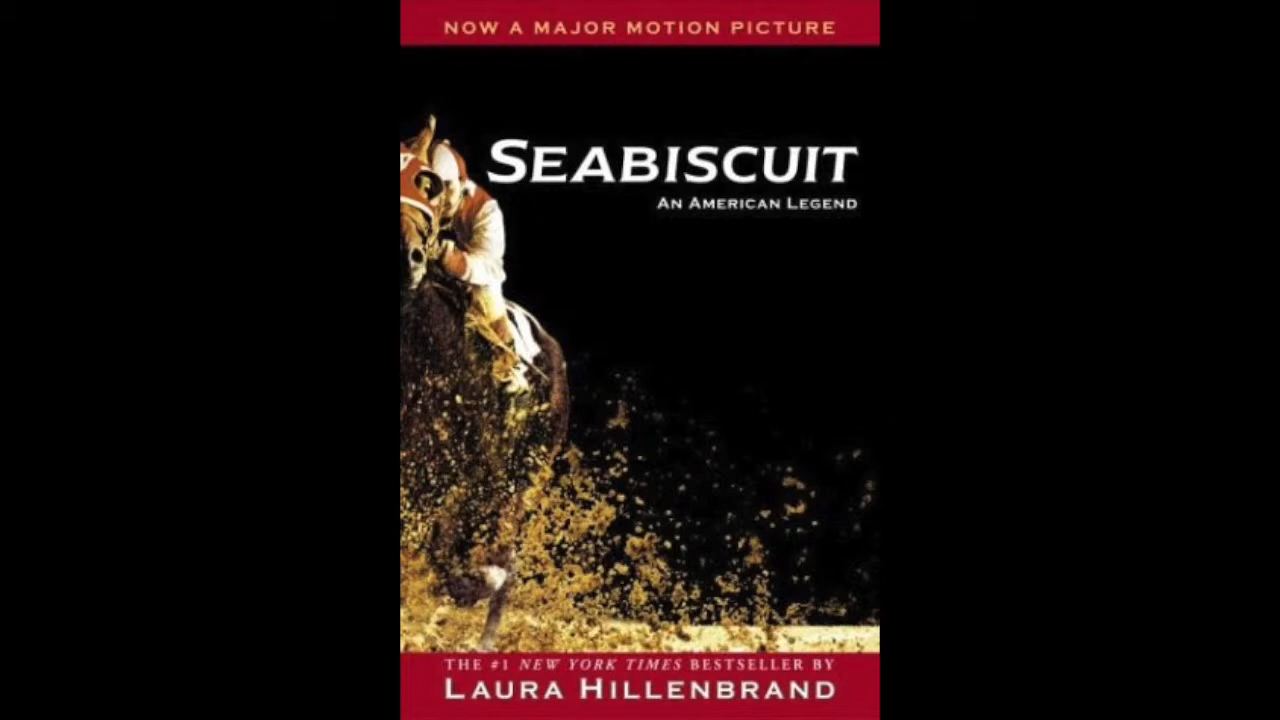 NOW A MAJOR MOTION PICTURE
SEABISCUIT
AN AMERICAN LEGEND
THE #1 NEW YORK TIMES BESTSELLER BY
LAURA HILLENBRAND